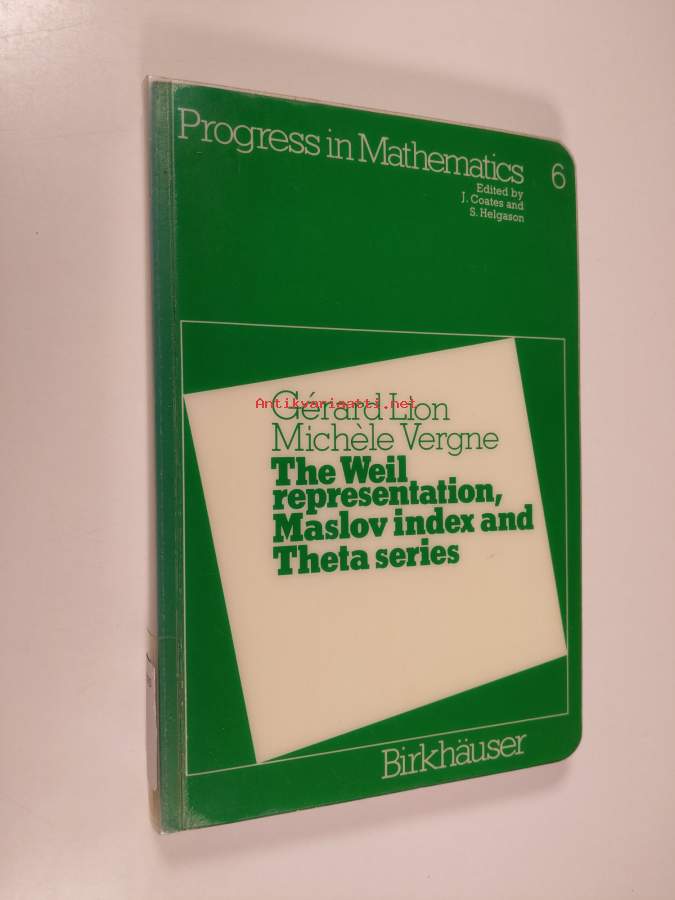 Progress in Mathematics 6
Edited by
J. Coates and
S. Helgason
Antikvariaatti.net
Gérard Lion
Michèle Vergne
The Weil
representation,
Maslov index and
Theta series
Birkhäuser